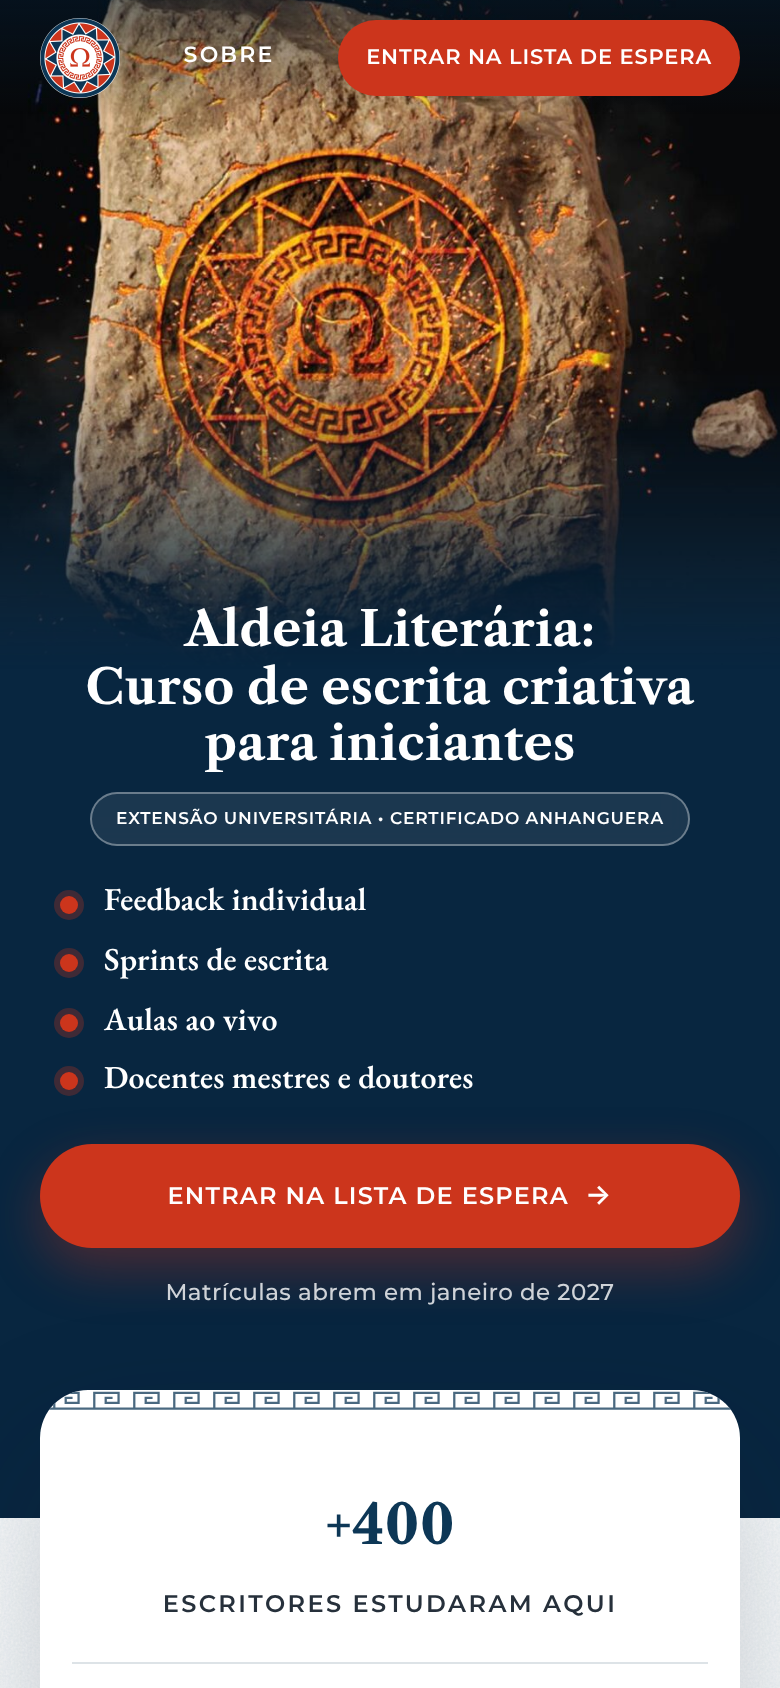 Ω
SOBRE
ENTRAR NA LISTA DE ESPERA
Ω
Aldeia Literária:
Curso de escrita criativa
para iniciantes
EXTENSÃO UNIVERSITÁRIA • CERTIFICADO ANHANGUERA
Feedback individual
Sprints de escrita
Aulas ao vivo
Docentes mestres e doutores
ENTRAR NA LISTA DE ESPERA →
Matrículas abrem em janeiro de 2027
+400
ESCRITORES ESTUDARAM AQUI